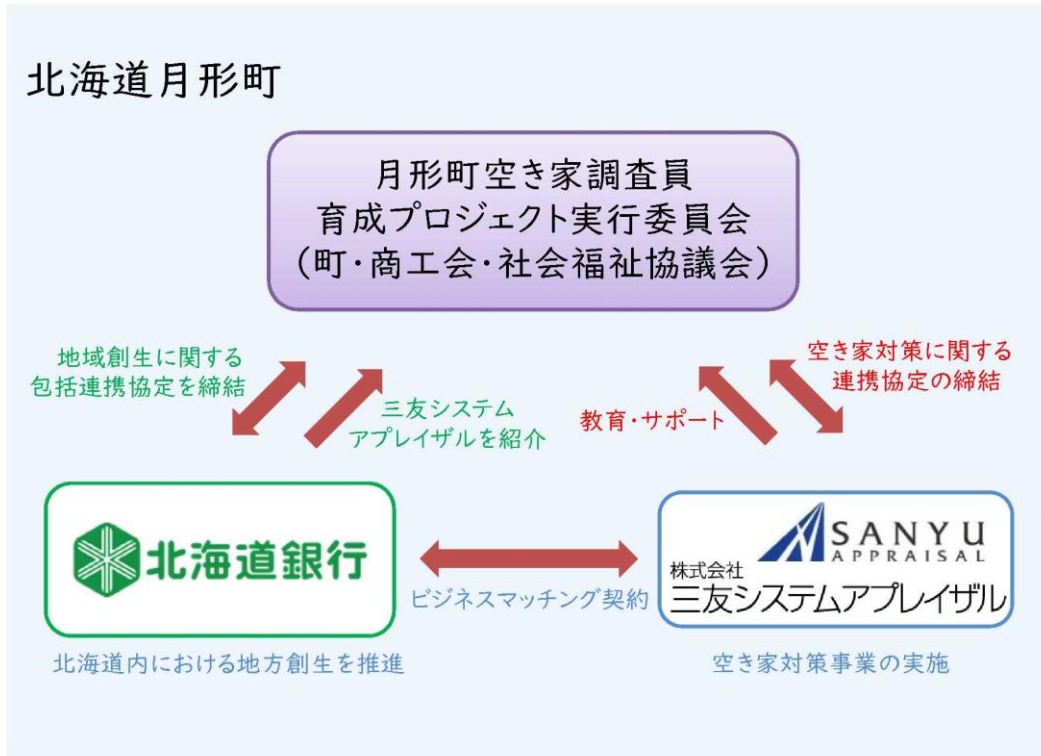 北海道月形町
月形町空き家調査員
育成プロジェクト実行委員会
(町・商工会・社会福祉協議会)
地域創生に関する
包括連携協定を締結
三友システム
アプレイザルを紹介
教育・サポート
空き家対策に関する
連携協定の締結
北海道銀行
ビジネスマッチング契約
SANYU
APPRAISAL
株式会社
三友システムアプレイザル
北海道内における地方創生を推進
空き家対策事業の実施